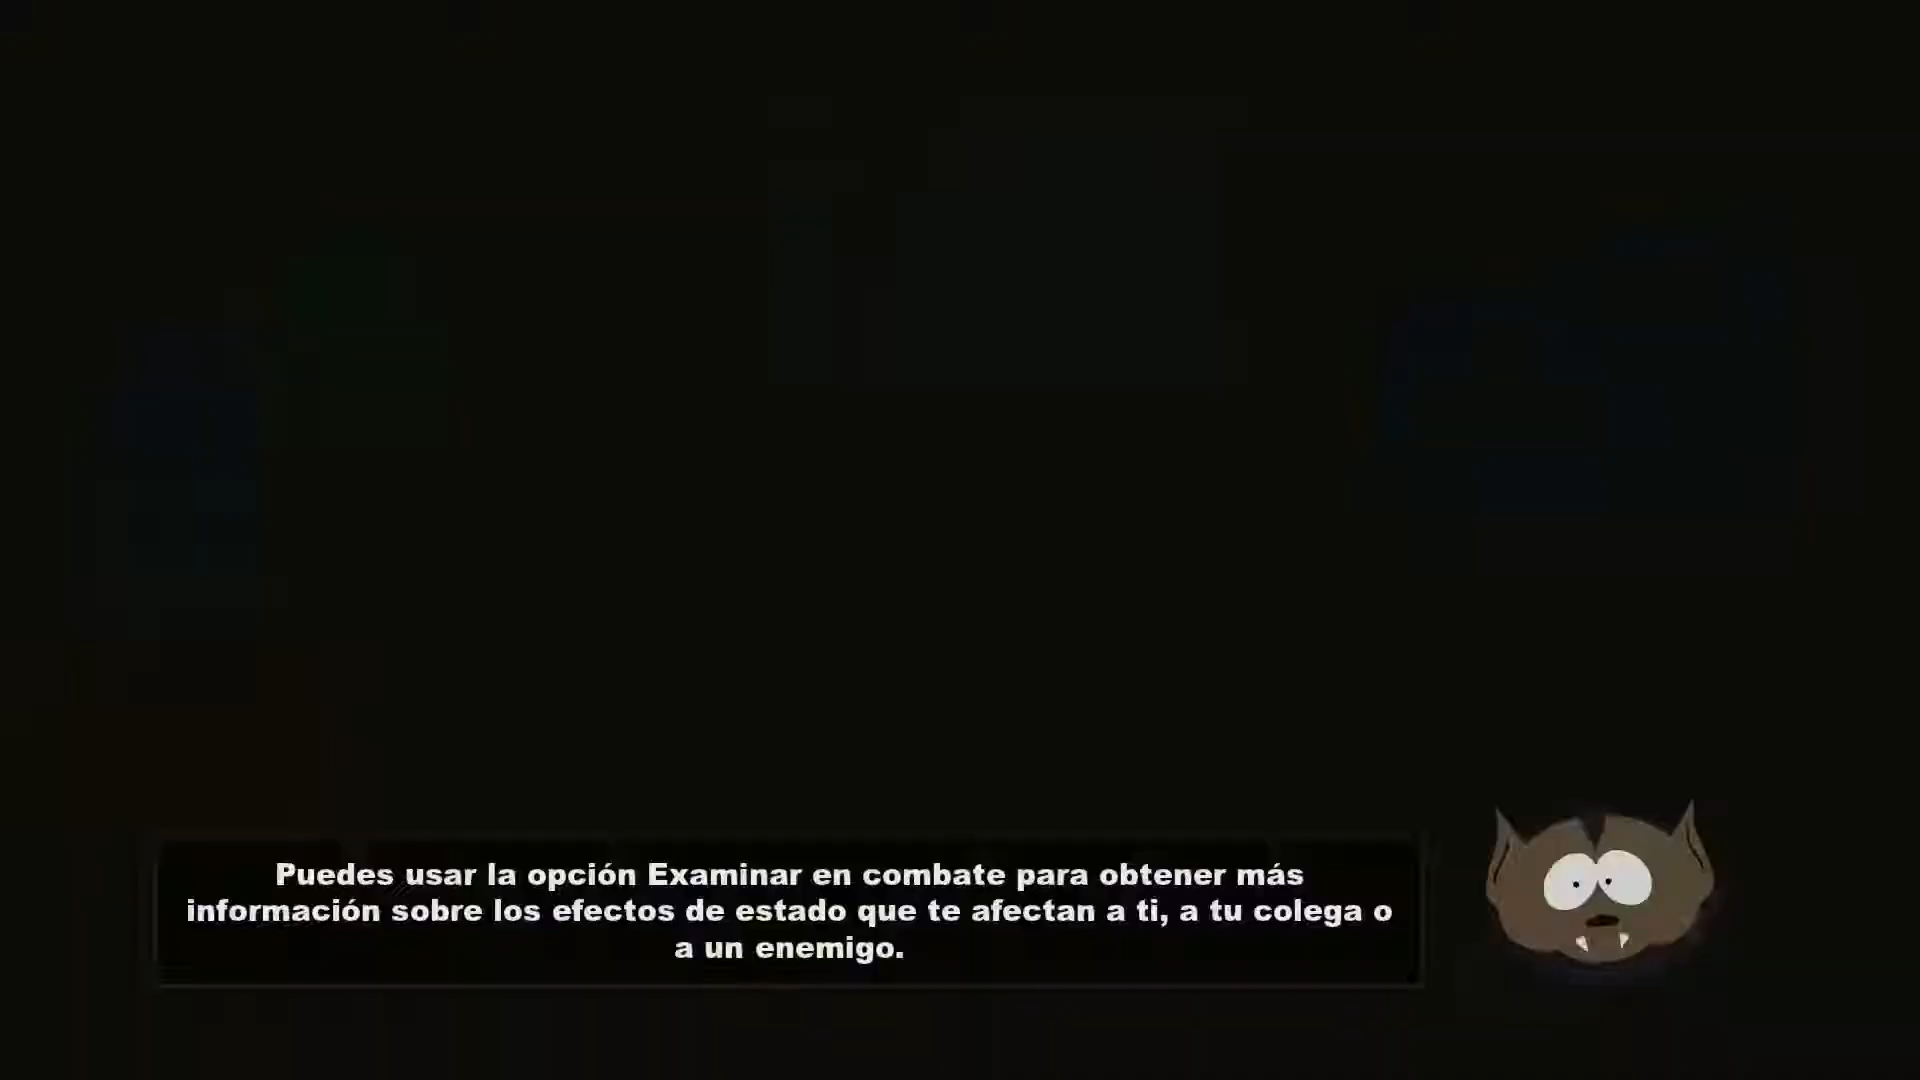 Puedes usar la opción Examinar en combate para obtener más
información sobre los efectos de estado que te afectan a ti, a tu colega o
a un enemigo.